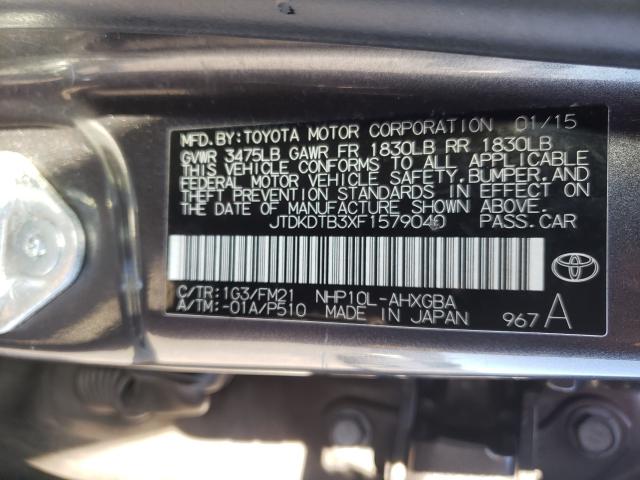 MFD. BY: TOYOTA MOTOR CORPORATION 01/15
GVWR 3475LB GAWR FR 1830LB RR 1830LB
THIS VEHICLE CONFORMS TO ALL APPLICABLE
FEDERAL MOTOR VEHICLE SAFETY, BUMPER, AND
THEFT PREVENTION STANDARDS IN EFFECT ON
THE DATE OF MANUFACTURE SHOWN ABOVE.
JTDKDTB3XF1579040 PASS. CAR
C/TR: 1G3/FM21 NHP10L-AHXGBA
A/TM: -01A/P510 MADE IN JAPAN 967 A